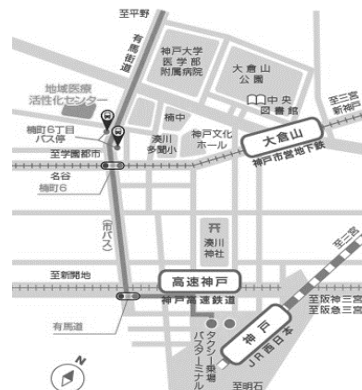 至平野
有馬街道
神戸大学
医学部
附属病院
大倉山
公園
地域医療
活性化センター
中央
図書館
至三宮
新神戸
楠町6丁目
バス停
楠中
湊川
多聞小
神戸文化
ホール
大倉山
神戸市営地下鉄
至学園都市
名谷
楠町6
(市バス)
湊川
神社
至三宮
至新開地
高速神戸
神戸高速鉄道
至阪神三宮
至阪急三宮
有馬道
タクシー乗場
バスターミナル
神戸
JR西日本
至明石
N